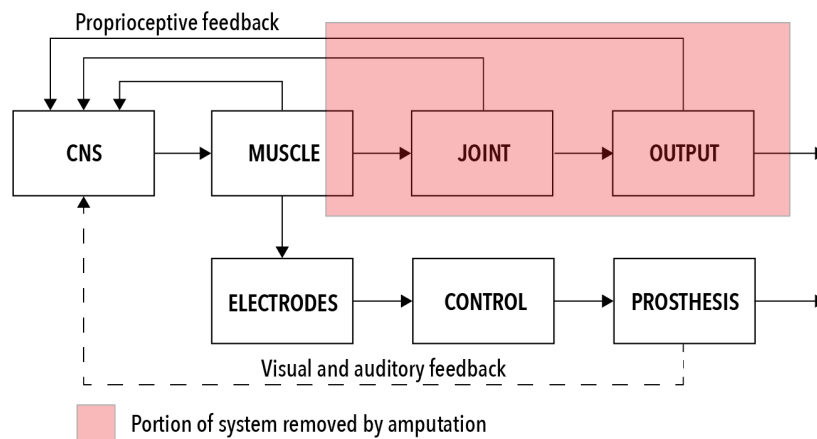 Proprioceptive feedback
CNS
MUSCLE
JOINT
OUTPUT
ELECTRODES
CONTROL
PROSTHESIS
Visual and auditory feedback
Portion of system removed by amputation